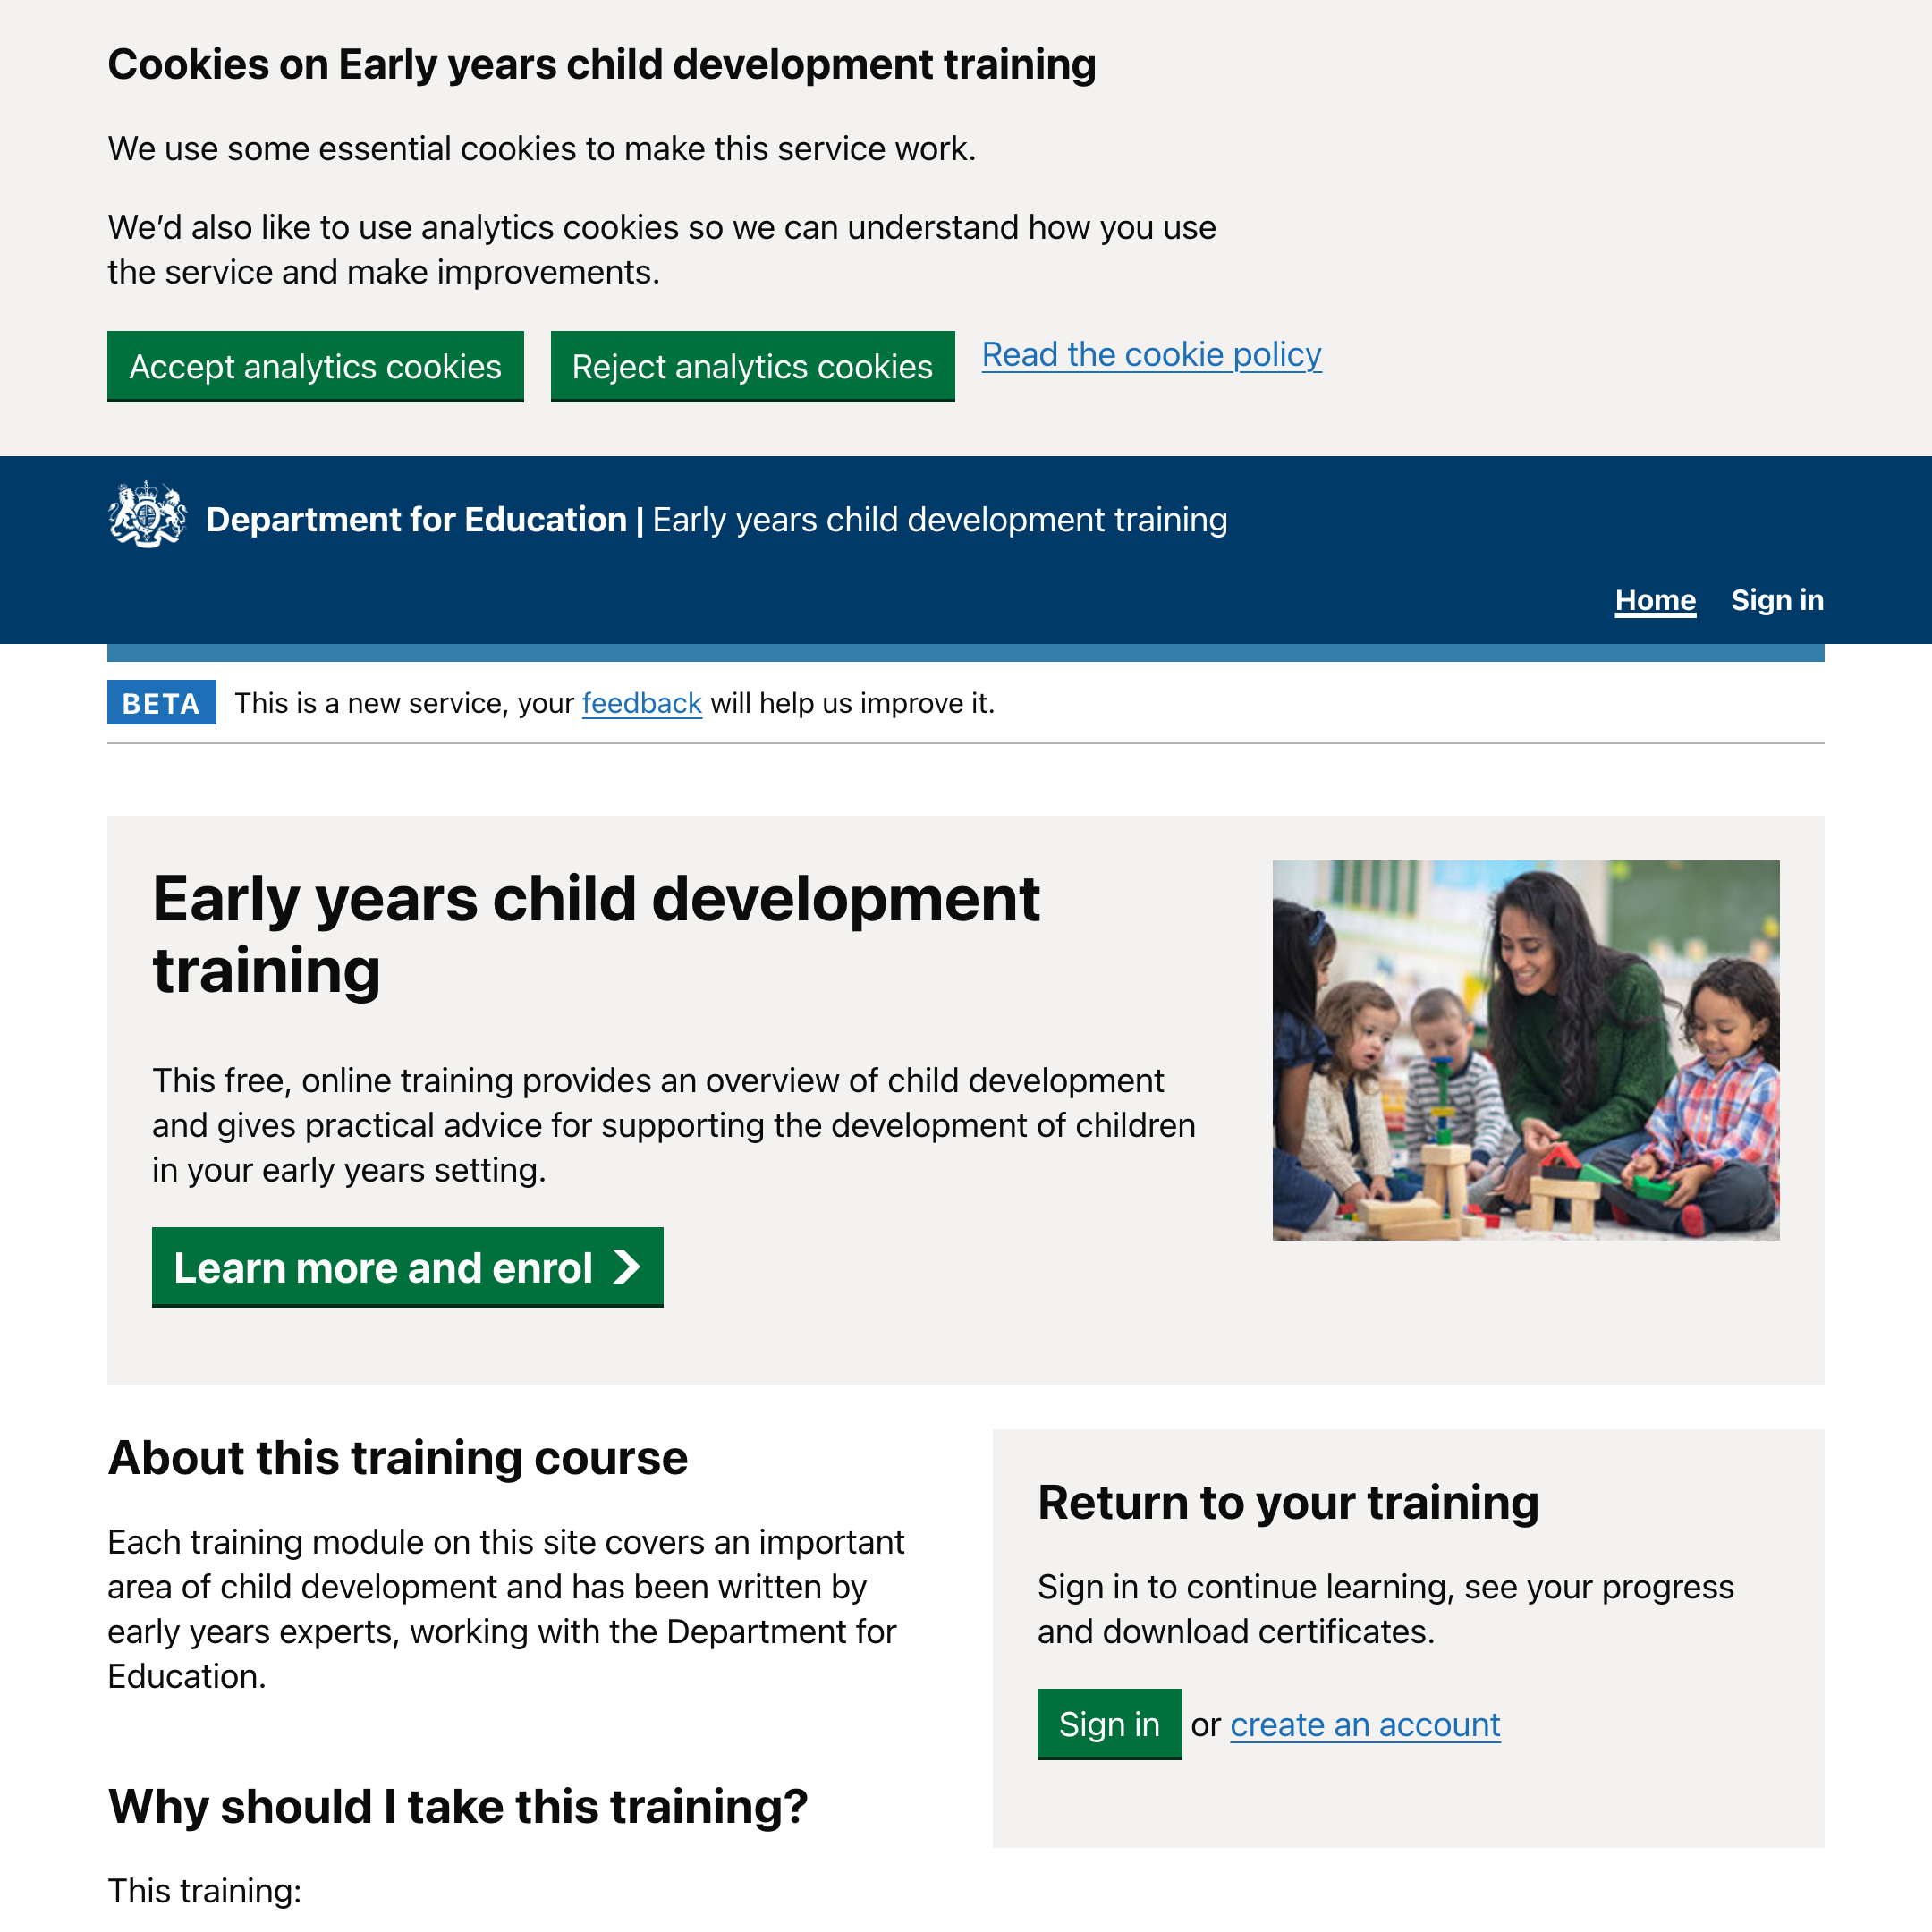 Cookies on Early years child development training
We use some essential cookies to make this service work.
We’d also like to use analytics cookies so we can understand how you use
the service and make improvements.
Accept analytics cookies
Reject analytics cookies
Read the cookie policy
Department for Education | Early years child development training
Home
Sign in
BETA
This is a new service, your feedback will help us improve it.
Early years child development
training
This free, online training provides an overview of child development
and gives practical advice for supporting the development of children
in your early years setting.
Learn more and enrol
About this training course
Each training module on this site covers an important
area of child development and has been written by
early years experts, working with the Department for
Education.
Why should I take this training?
This training:
Return to your training
Sign in to continue learning, see your progress
and download certificates.
Sign in or create an account